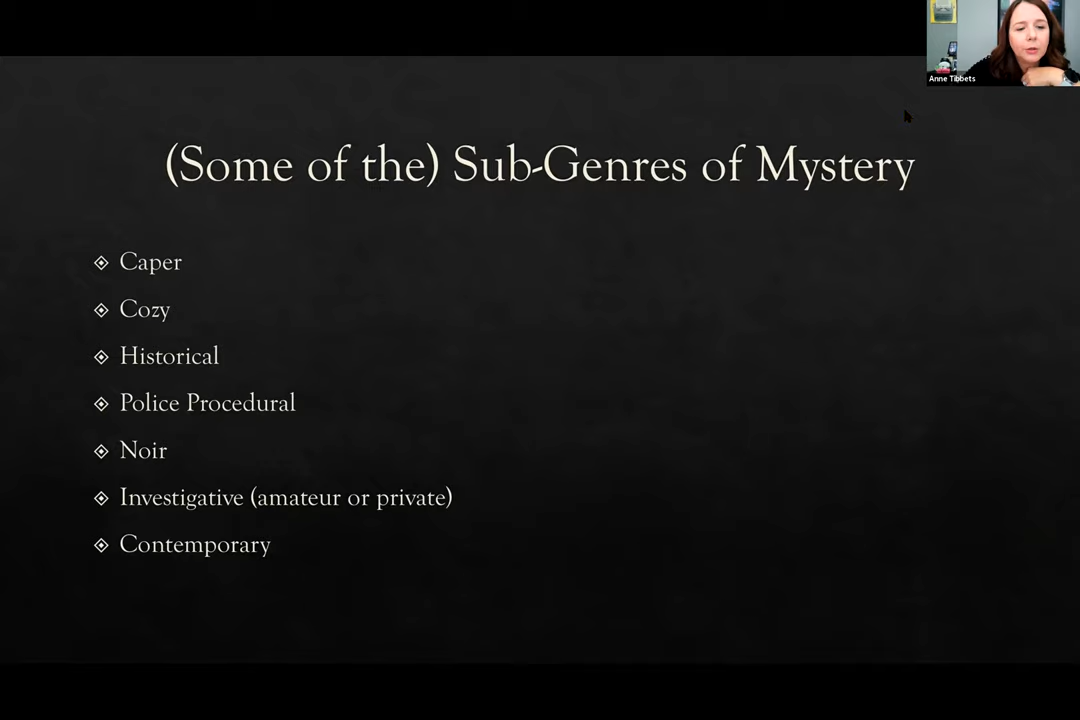 Anne Tibbets
(Some of the) Sub-Genres of Mystery
Caper
Cozy
Historical
Police Procedural
Noir
Investigative (amateur or private)
Contemporary